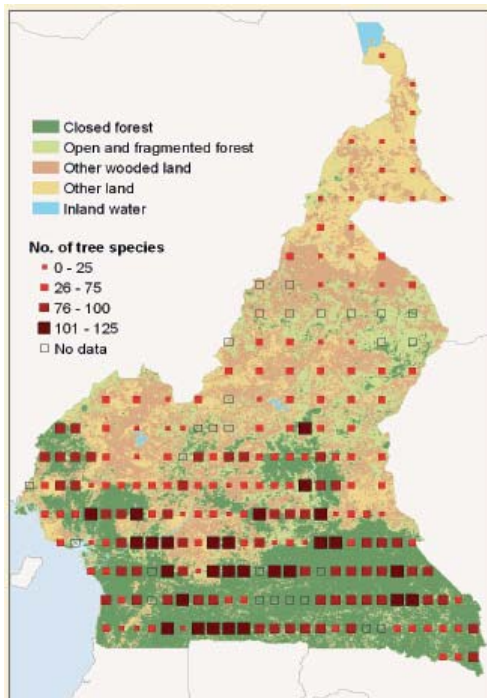 Closed forest
Open and fragmented forest
Other wooded land
Other land
Inland water
No. of tree species
0 - 25
26 - 75
76 - 100
101 - 125
No data